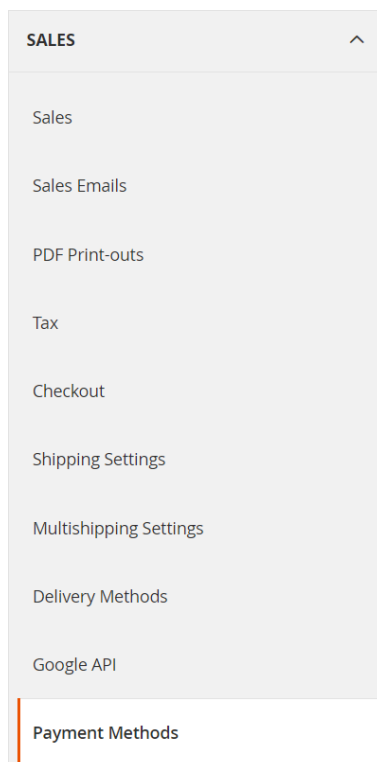 SALES
Sales
Sales Emails
PDF Print-outs
Tax
Checkout
Shipping Settings
Multishipping Settings
Delivery Methods
Google API
Payment Methods